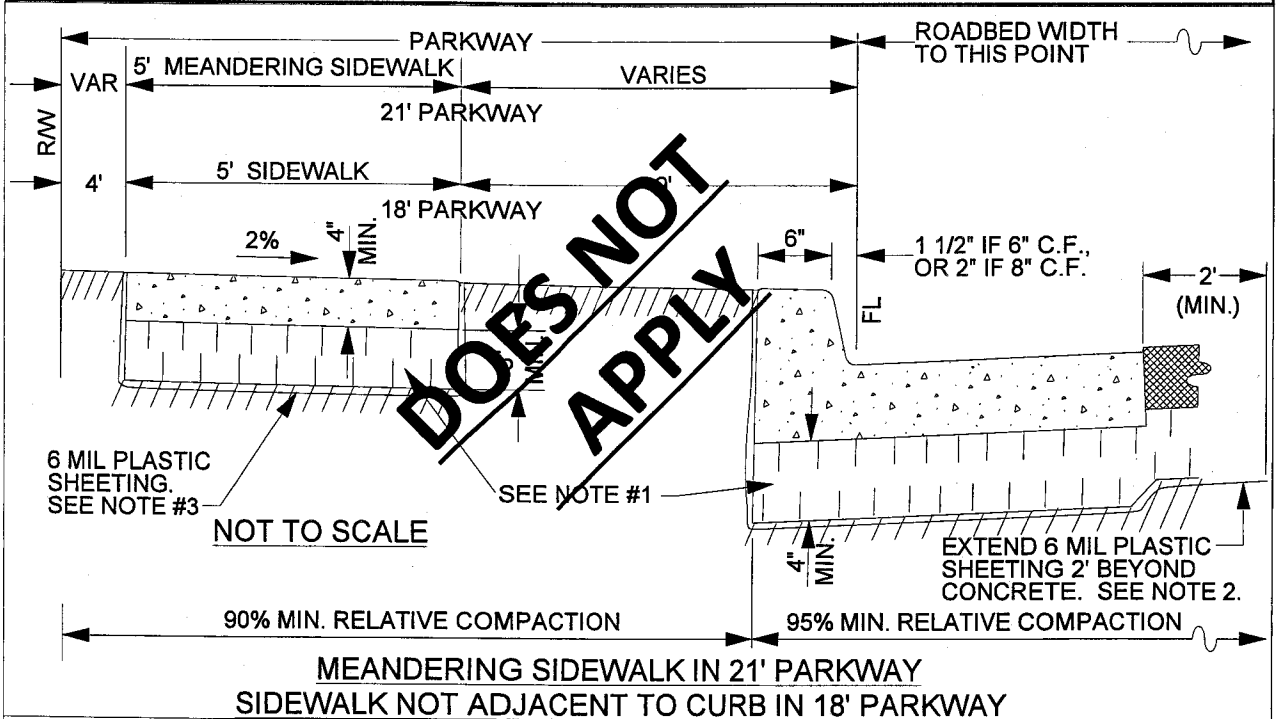 PARKWAY
ROADBED WIDTH
TO THIS POINT
VAR
5' MEANDERING SIDEWALK
VARIES
R/W
21' PARKWAY
4'
5' SIDEWALK
18' PARKWAY
2%
4"
MIN.
6"
1 1/2" IF 6" C.F.,
OR 2" IF 8" C.F.
FL
2'
(MIN.)
MIN.
DOES NOT
APPLY
6 MIL PLASTIC
SHEETING.
SEE NOTE #3
SEE NOTE #1
NOT TO SCALE
4"
MIN.
EXTEND 6 MIL PLASTIC
SHEETING 2' BEYOND
CONCRETE. SEE NOTE 2.
90% MIN. RELATIVE COMPACTION
95% MIN. RELATIVE COMPACTION
MEANDERING SIDEWALK IN 21' PARKWAY
SIDEWALK NOT ADJACENT TO CURB IN 18' PARKWAY